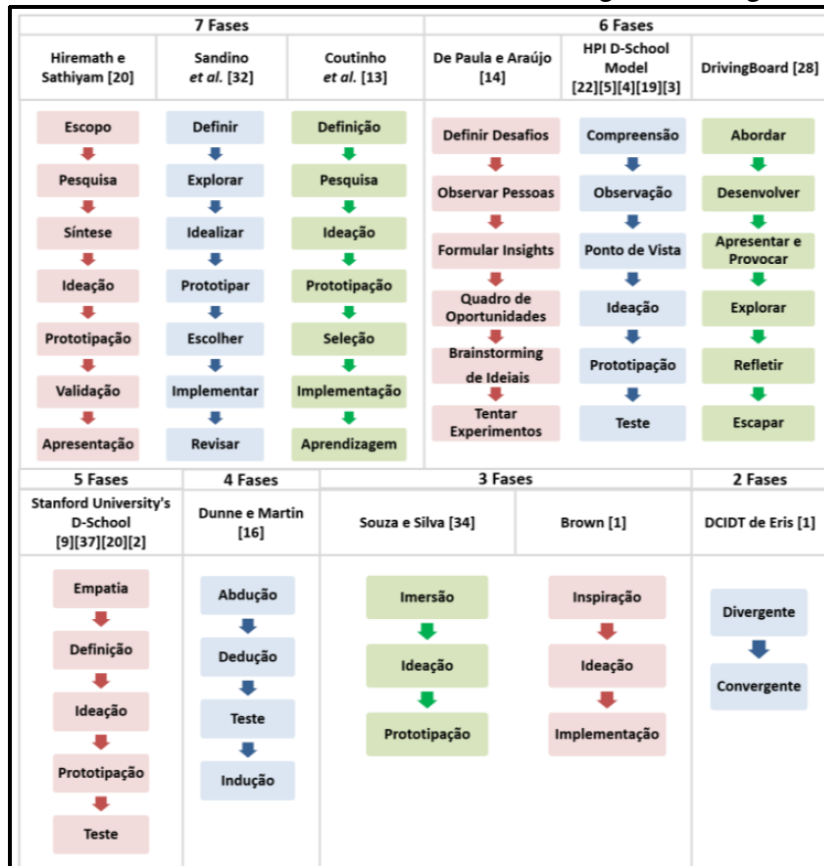 7 Fases
6 Fases
Hiremath e
Sathiyam [20]
Sandino
et al. [32]
Coutinho
et al. [13]
De Paula e Araújo
[14]
HPI D-School
Model
[22][5][4][19][3]
DrivingBoard [28]
Escopo
Pesquisa
Síntese
Ideação
Prototipação
Validação
Apresentação
Definir
Explorar
Idealizar
Prototipar
Escolher
Implementar
Revisar
Definição
Pesquisa
Ideação
Prototipação
Seleção
Implementação
Aprendizagem
Definir Desafios
Observar Pessoas
Formular Insights
Quadro de
Oportunidades
Brainstorming
de Ideiais
Tentar
Experimentos
Compreensão
Observação
Ponto de Vista
Ideação
Prototipação
Teste
Abordar
Desenvolver
Apresentar e
Provocar
Explorar
Refletir
Escapar
5 Fases
4 Fases
3 Fases
2 Fases
Stanford University's
D-School
[9][37][20][2]
Dunne e Martin
[16]
Souza e Silva [34]
Brown [1]
DCIDT de Eris [1]
Empatia
Definição
Ideação
Prototipação
Teste
Abdução
Dedução
Teste
Indução
Imersão
Ideação
Prototipação
Inspiração
Ideação
Implementação
Divergente
Convergente